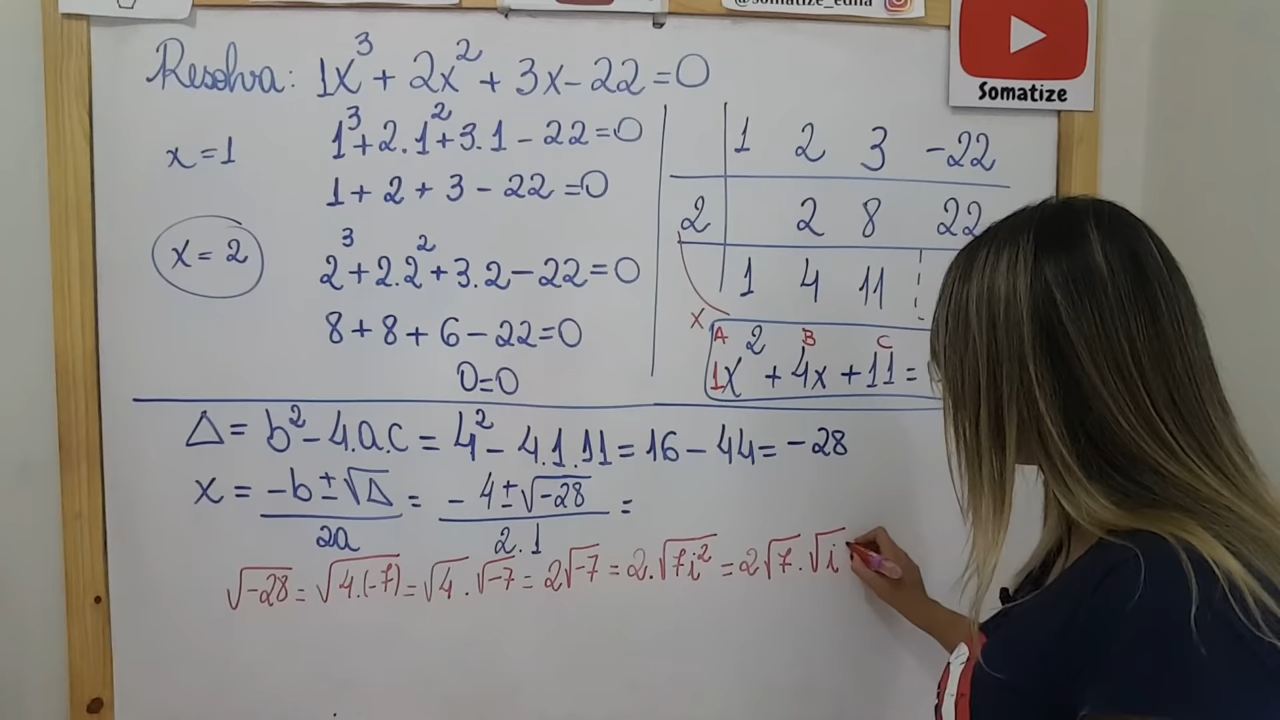 @somatize_edna
Somatize
Resolva: 1x³ + 2x² + 3x - 22 = 0
x = 1
1³ + 2.1² + 3.1 - 22 = 0
1 + 2 + 3 - 22 = 0
x = 2
2³ + 2.2² + 3.2 - 22 = 0
8 + 8 + 6 - 22 = 0
0 = 0
1 2 3 -22
2 2 8 22
1 4 11
x
A B C
1x² + 4x + 11 =
Δ = b² - 4.a.c = 4² - 4.1.11 = 16 - 44 = -28
x = -b ± √Δ / 2a = -4 ± √-28 / 2.1 =
√-28 = √4.(-7) = √4 . √-7 = 2√-7 = 2.√7i² = 2√7 . √i